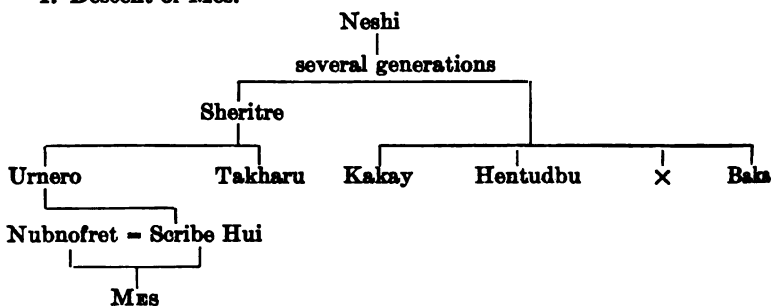 1. Descent of Mes.
Neshi
several generations
Sheritre
Urnero Takharu Kakay Hentudbu × Baka
Nubnofret = Scribe Hui
MES